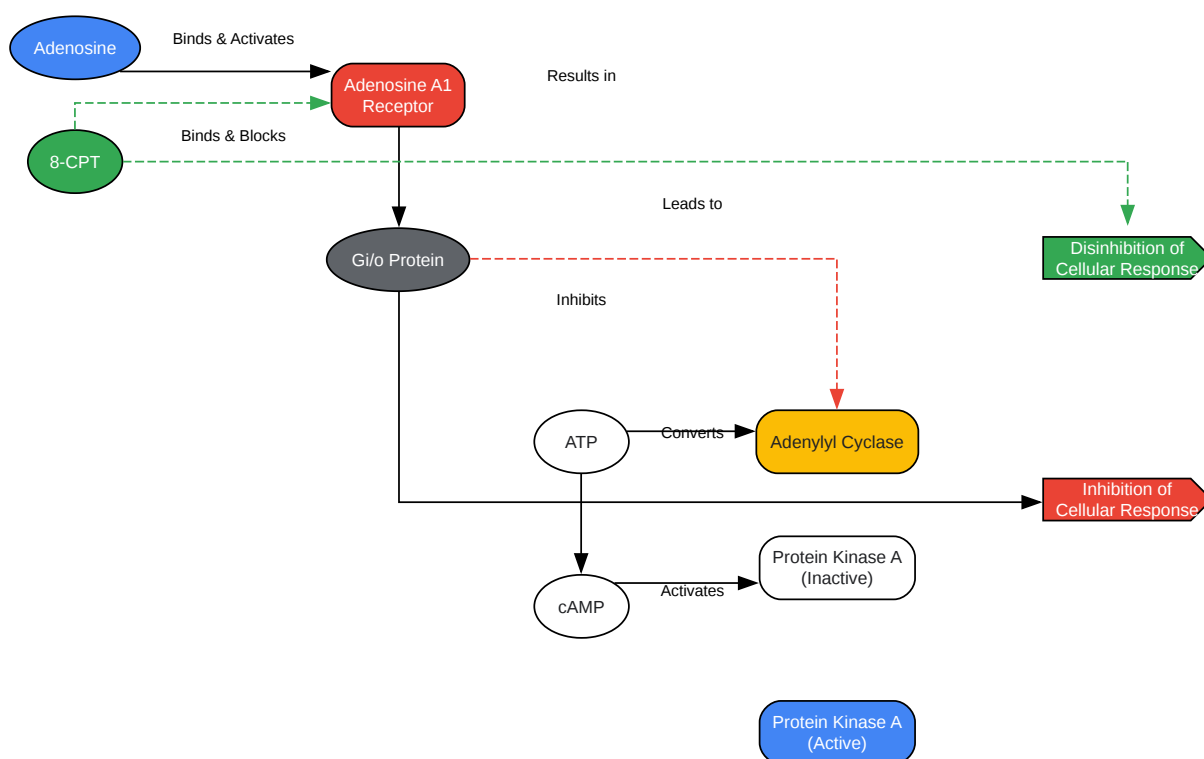 Adenosine
Binds & Activates
Results in
Adenosine A1
Receptor
Binds & Blocks
8-CPT
Leads to
Gi/o Protein
Disinhibition of
Cellular Response
Inhibits
ATP
Converts
Adenylyl Cyclase
Inhibition of
Cellular Response
Protein Kinase A
(Inactive)
Activates
cAMP
Protein Kinase A
(Active)